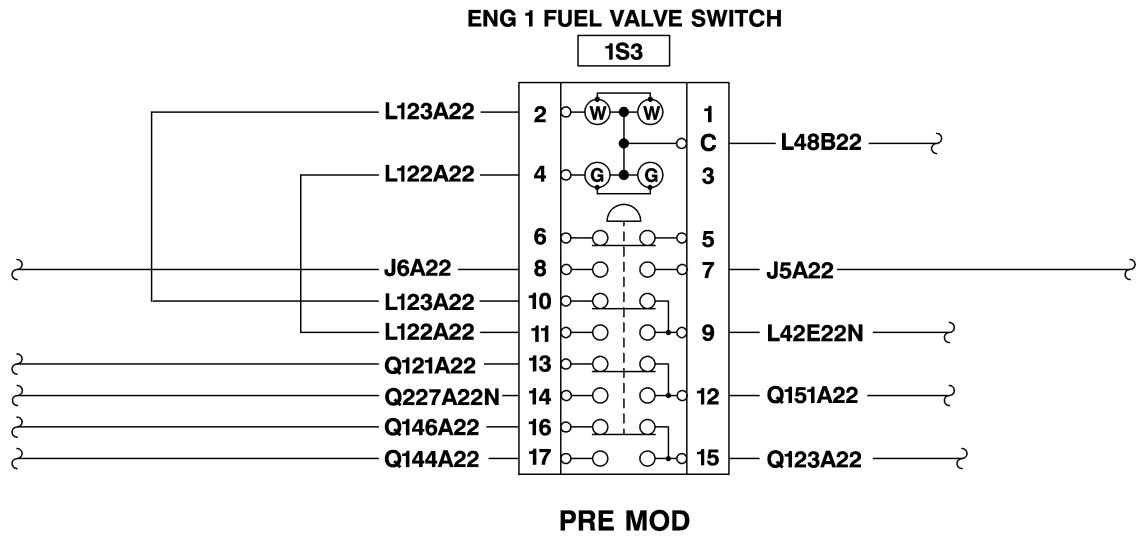 ENG 1 FUEL VALVE SWITCH
1S3
L123A22 2 W W 1
C L48B22
L122A22 4 G G 3
6 5
J6A22 8 7 J5A22
L123A22 10
L122A22 11 9 L42E22N
Q121A22 13
Q227A22N 14 12 Q151A22
Q146A22 16
Q144A22 17 15 Q123A22
PRE MOD